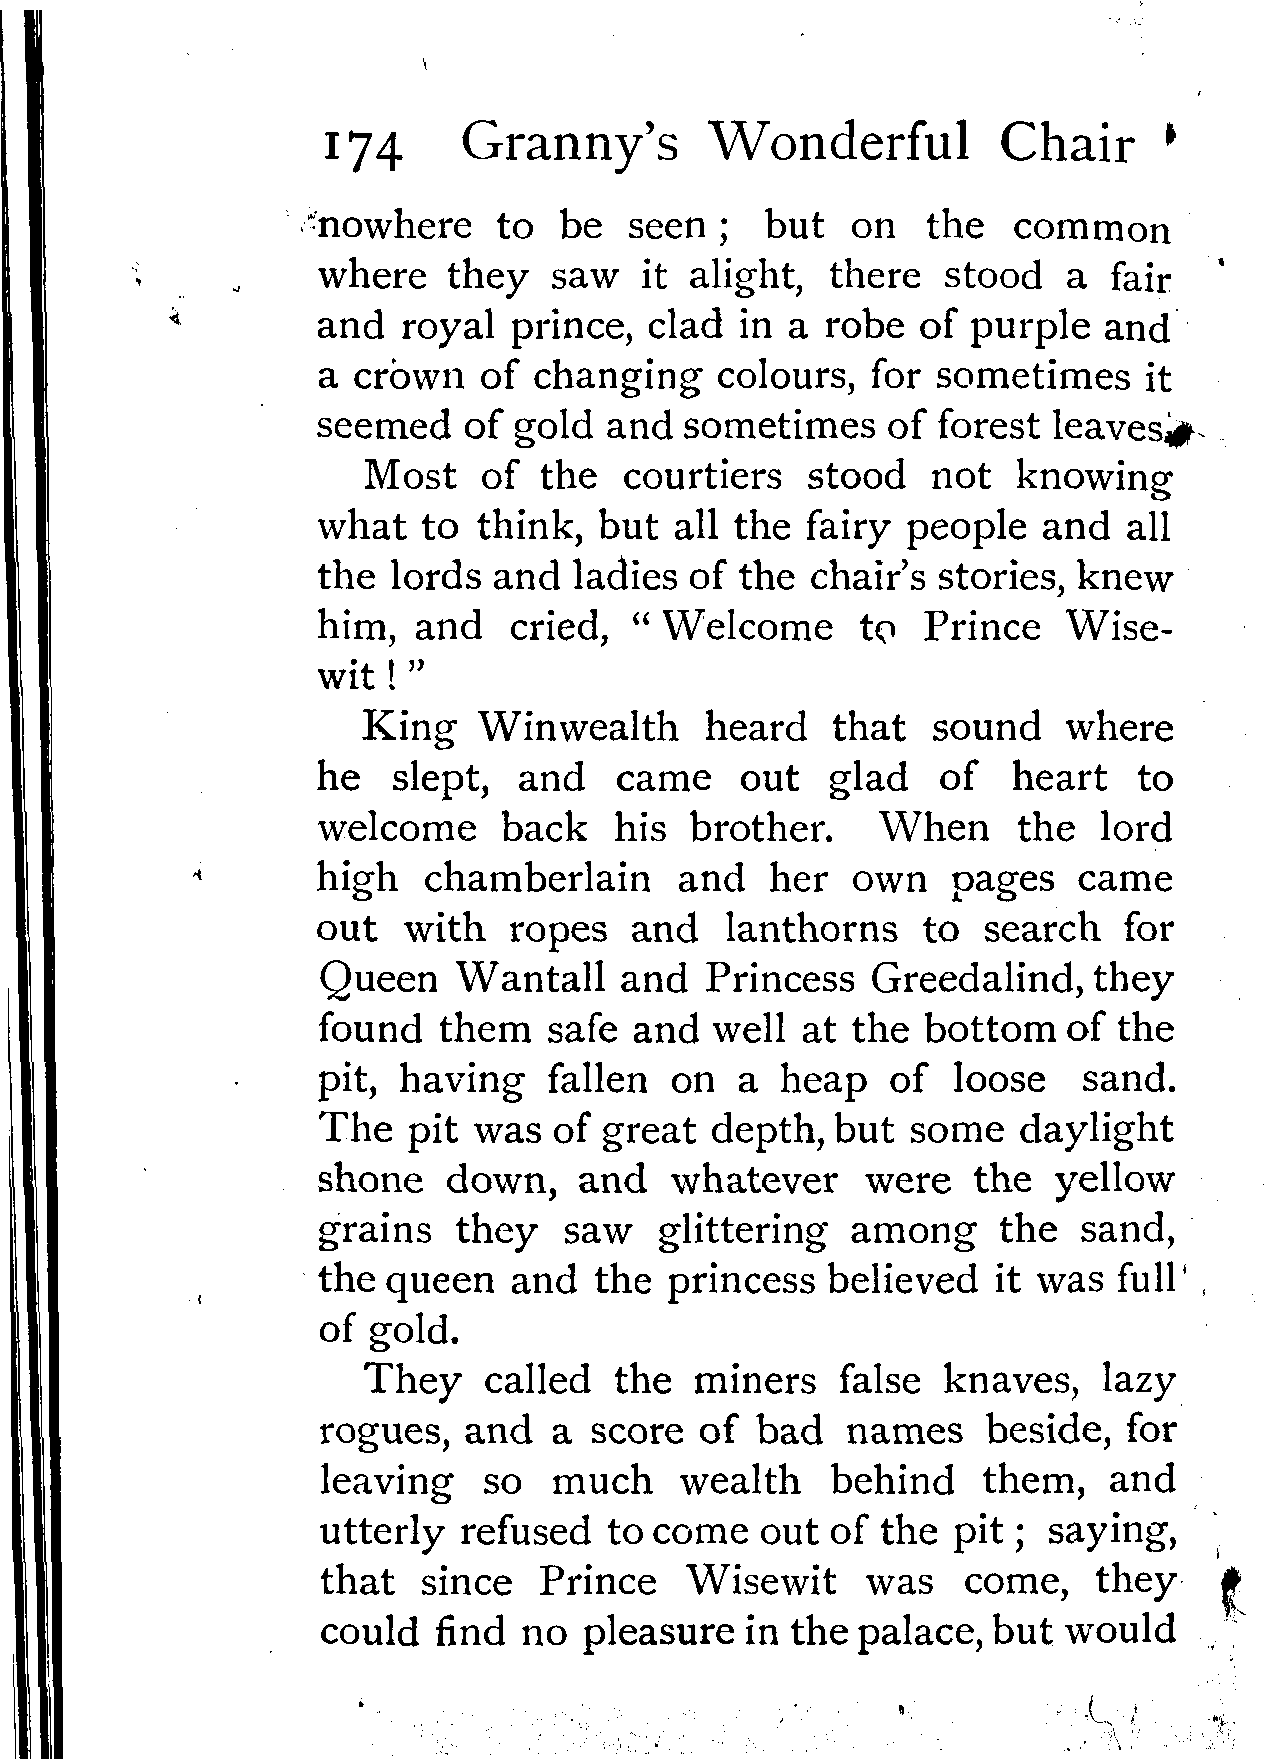 174 Granny's Wonderful Chair
nowhere to be seen ; but on the common
where they saw it alight, there stood a fair
and royal prince, clad in a robe of purple and
a crown of changing colours, for sometimes it
seemed of gold and sometimes of forest leaves.
Most of the courtiers stood not knowing
what to think, but all the fairy people and all
the lords and ladies of the chair's stories, knew
him, and cried, " Welcome to Prince Wise-
wit ! "
King Winwealth heard that sound where
he slept, and came out glad of heart to
welcome back his brother. When the lord
high chamberlain and her own pages came
out with ropes and lanthorns to search for
Queen Wantall and Princess Greedalind, they
found them safe and well at the bottom of the
pit, having fallen on a heap of loose sand.
The pit was of great depth, but some daylight
shone down, and whatever were the yellow
grains they saw glittering among the sand,
the queen and the princess believed it was full
of gold.
They called the miners false knaves, lazy
rogues, and a score of bad names beside, for
leaving so much wealth behind them, and
utterly refused to come out of the pit ; saying,
that since Prince Wisewit was come, they
could find no pleasure in the palace, but would